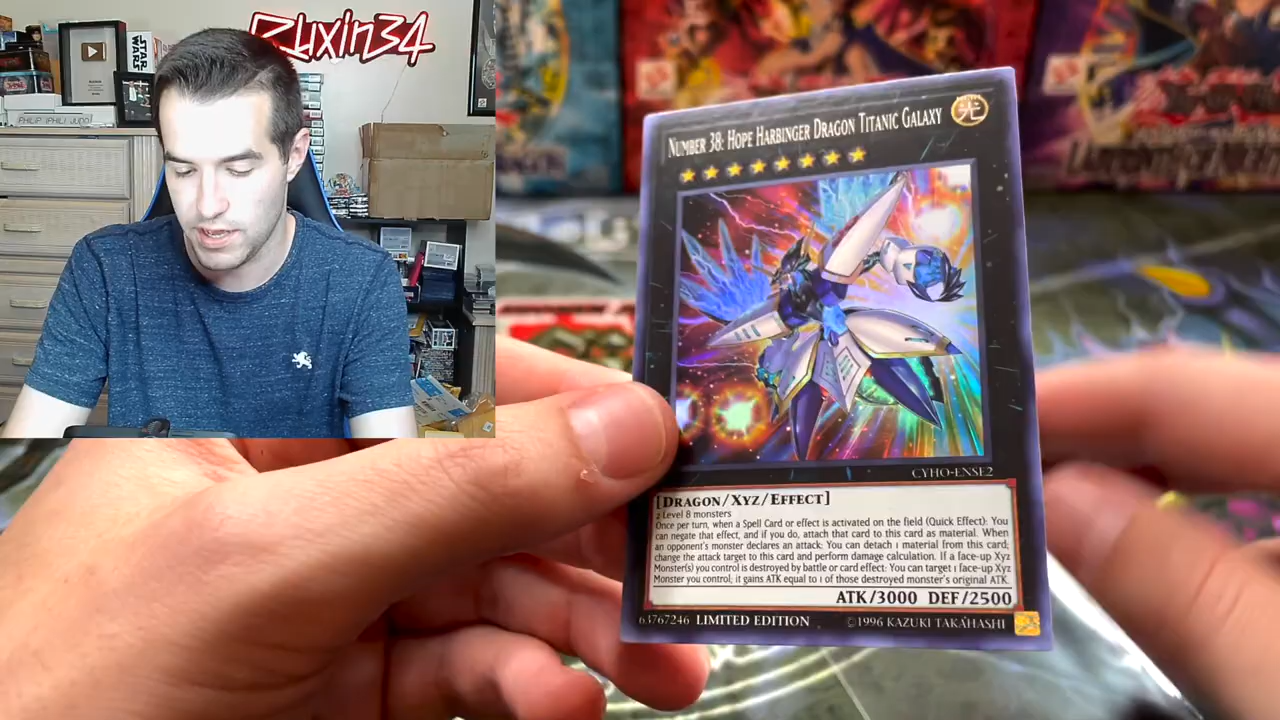 Ruxin34
STAR
WARS
PHILIP (PHIL) JUDD
NUMBER 38: HOPE HARBINGER DRAGON TITANIC GALAXY
光
CYHO-ENSE2
[DRAGON/XYZ/EFFECT]
2 Level 8 monsters
Once per turn, when a Spell Card or effect is activated on the field (Quick Effect): You
can negate that effect, and if you do, attach that card to this card as material. When
an opponent's monster declares an attack: You can detach 1 material from this card;
change the attack target to this card and perform damage calculation. If a face-up Xyz
Monster(s) you control is destroyed by battle or card effect: You can target 1 face-up Xyz
Monster you control; it gains ATK equal to 1 of those destroyed monster's original ATK.
ATK/3000 DEF/2500
63767246 LIMITED EDITION
©1996 KAZUKI TAKAHASHI